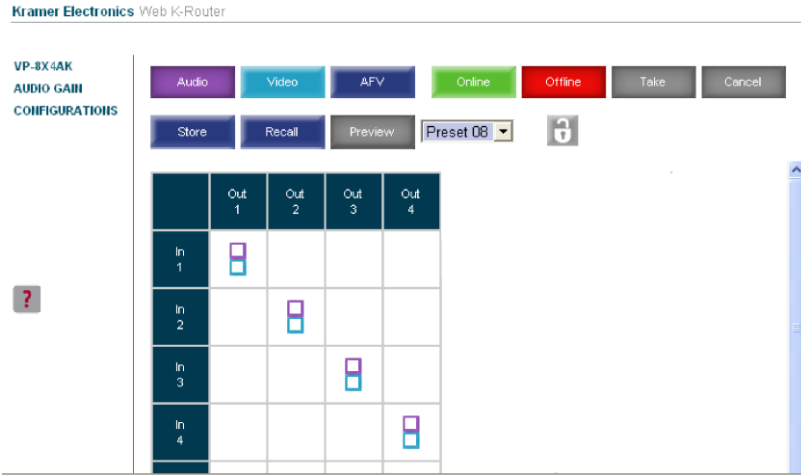 Kramer Electronics Web K-Router
VP-8X4AK
AUDIO GAIN
CONFIGURATIONS
Audio Video AFV Online Offline Take Cancel
Store Recall Preview Preset 08
Out Out Out Out
1 2 3 4
In
1
In
2
In
3
In
4
?